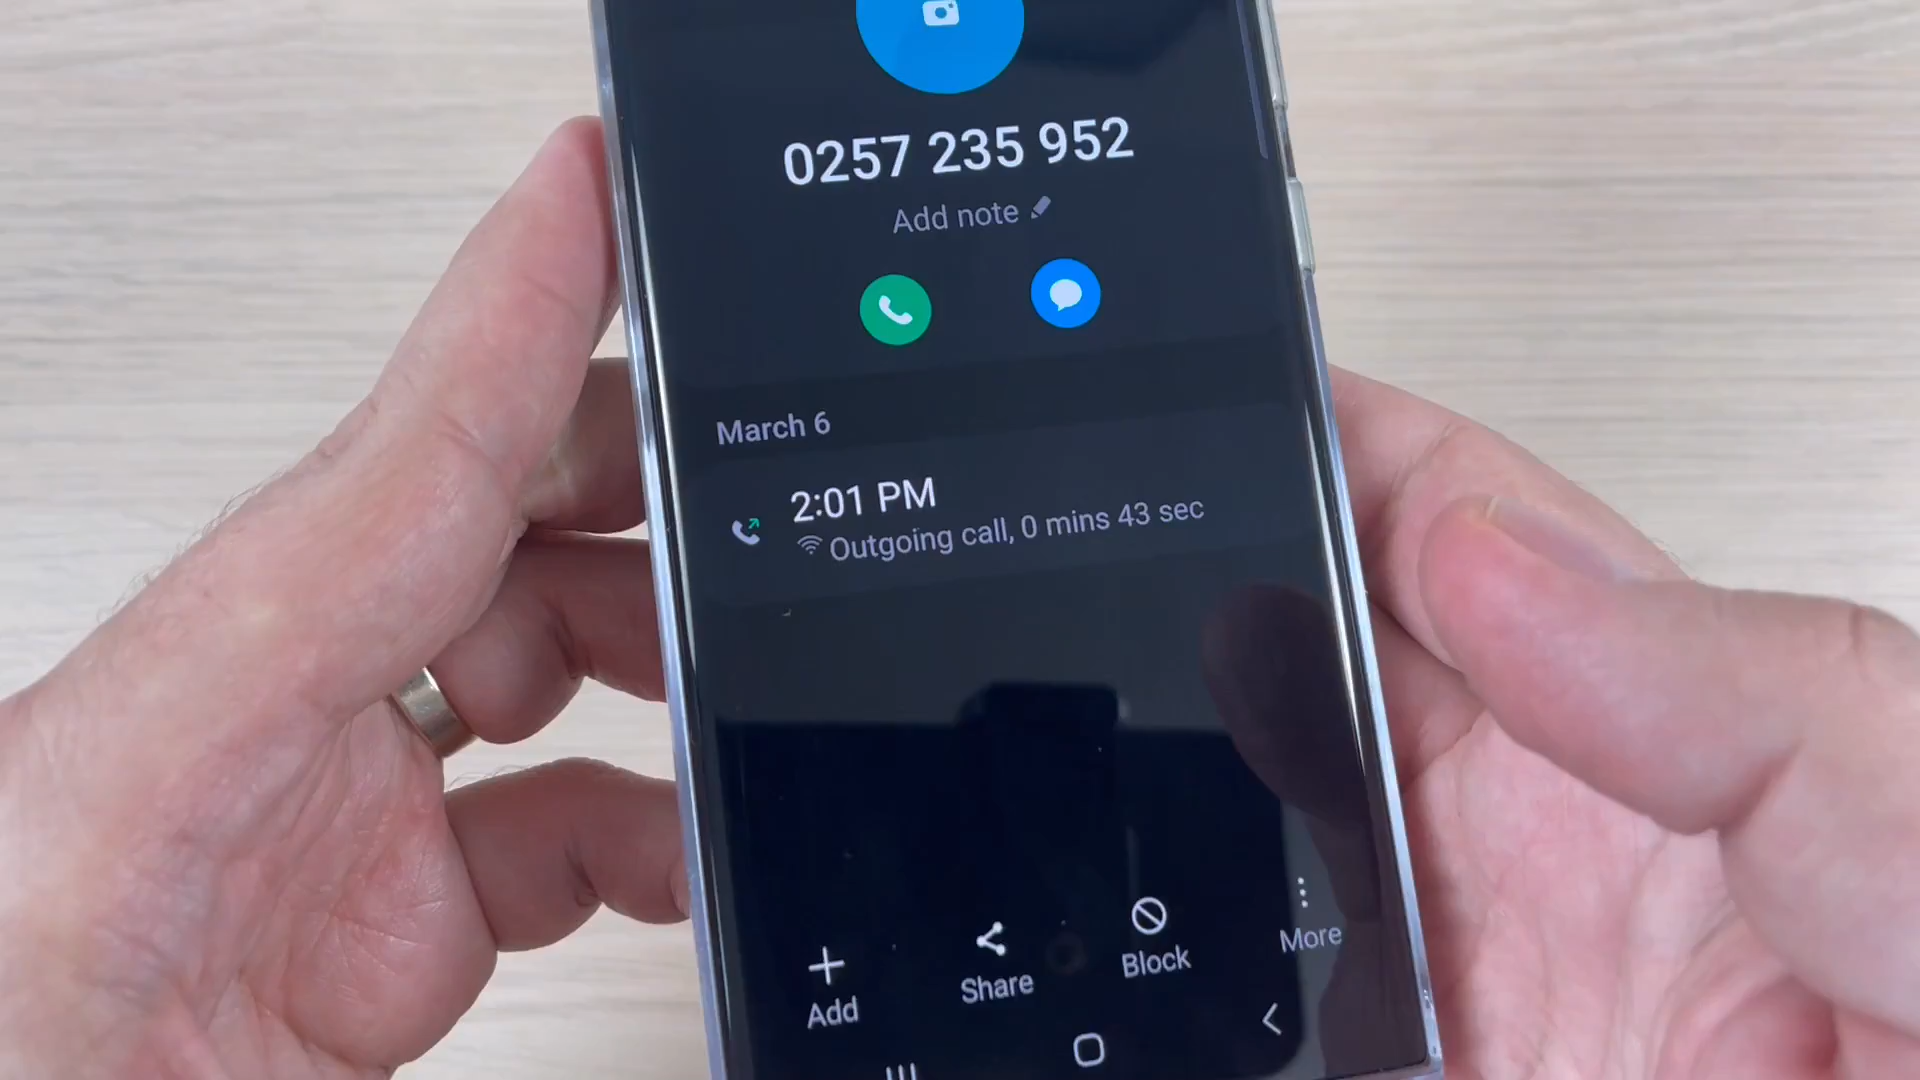 0257 235 952
Add note
March 6
2:01 PM
Outgoing call, 0 mins 43 sec
Add
Share
Block
More